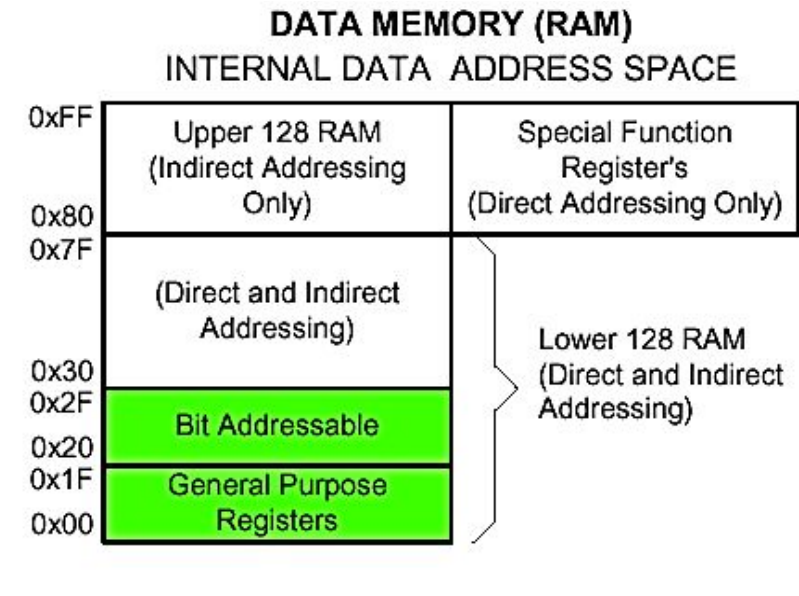 DATA MEMORY (RAM)
INTERNAL DATA ADDRESS SPACE
0xFF
Upper 128 RAM
(Indirect Addressing
Only)
0x80
Special Function
Register's
(Direct Addressing Only)
0x7F
(Direct and Indirect
Addressing)
0x30
0x2F
Bit Addressable
0x20
0x1F
General Purpose
Registers
0x00
Lower 128 RAM
(Direct and Indirect
Addressing)